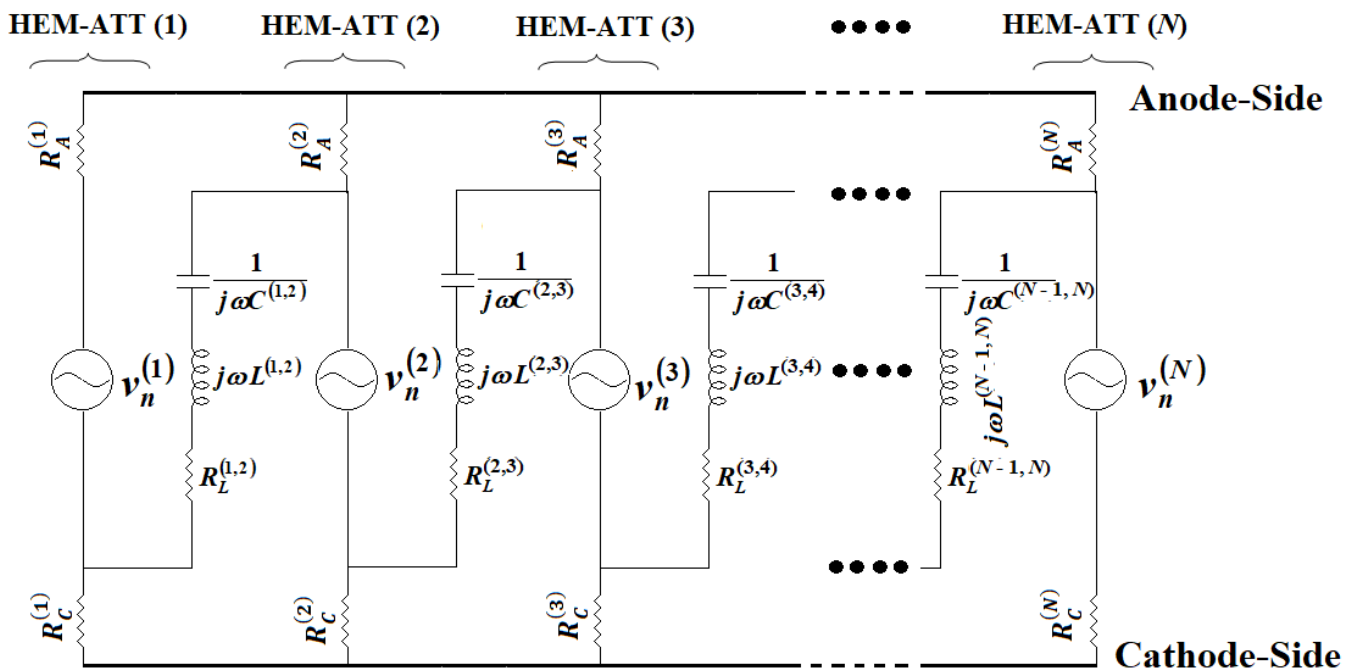 HEM-ATT (1) HEM-ATT (2) HEM-ATT (3) HEM-ATT (N)
Anode-Side
R_A^(1) R_A^(2) R_A^(3) R_A^(N)
1/jωC^(1,2) 1/jωC^(2,3) 1/jωC^(3,4) 1/jωC^(N-1, N)
v_n^(1) jωL^(1,2) v_n^(2) jωL^(2,3) v_n^(3) jωL^(3,4) jωL^(N-1, N) v_n^(N)
R_L^(1,2) R_L^(2,3) R_L^(3,4) R_L^(N-1, N)
R_C^(1) R_C^(2) R_C^(3) R_C^(N)
Cathode-Side